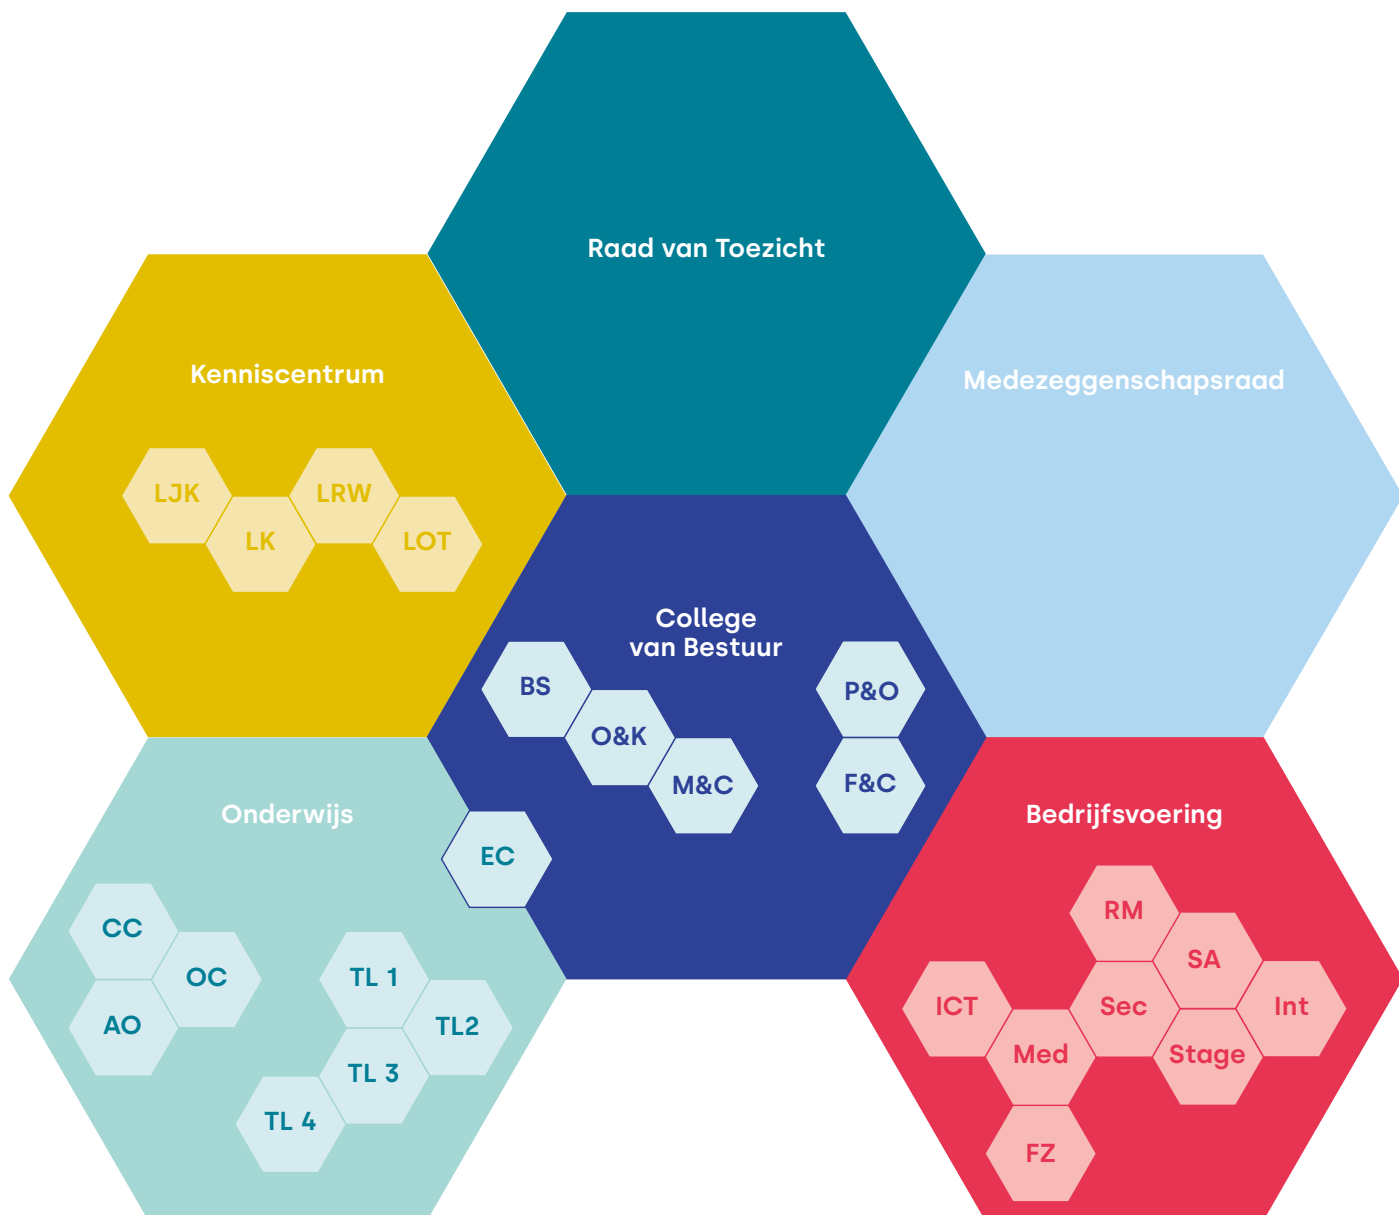 Raad van Toezicht
Kenniscentrum
LJK
LK
LRW
LOT
Medezeggenschapsraad
College
van Bestuur
BS
O&K
M&C
P&O
F&C
EC
Onderwijs
CC
OC
AO
TL 1
TL2
TL 3
TL 4
Bedrijfsvoering
RM
SA
ICT
Sec
Int
Med
Stage
FZ